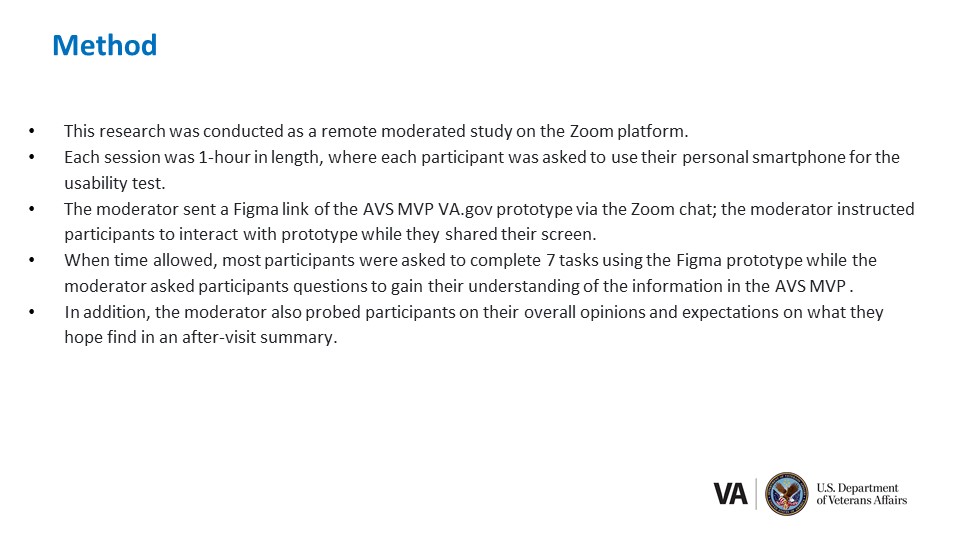 Method
• This research was conducted as a remote moderated study on the Zoom platform.
• Each session was 1-hour in length, where each participant was asked to use their personal smartphone for the
usability test.
• The moderator sent a Figma link of the AVS MVP VA.gov prototype via the Zoom chat; the moderator instructed
participants to interact with prototype while they shared their screen.
• When time allowed, most participants were asked to complete 7 tasks using the Figma prototype while the
moderator asked participants questions to gain their understanding of the information in the AVS MVP .
• In addition, the moderator also probed participants on their overall opinions and expectations on what they
hope find in an after-visit summary.
VA
U.S. Department
of Veterans Affairs